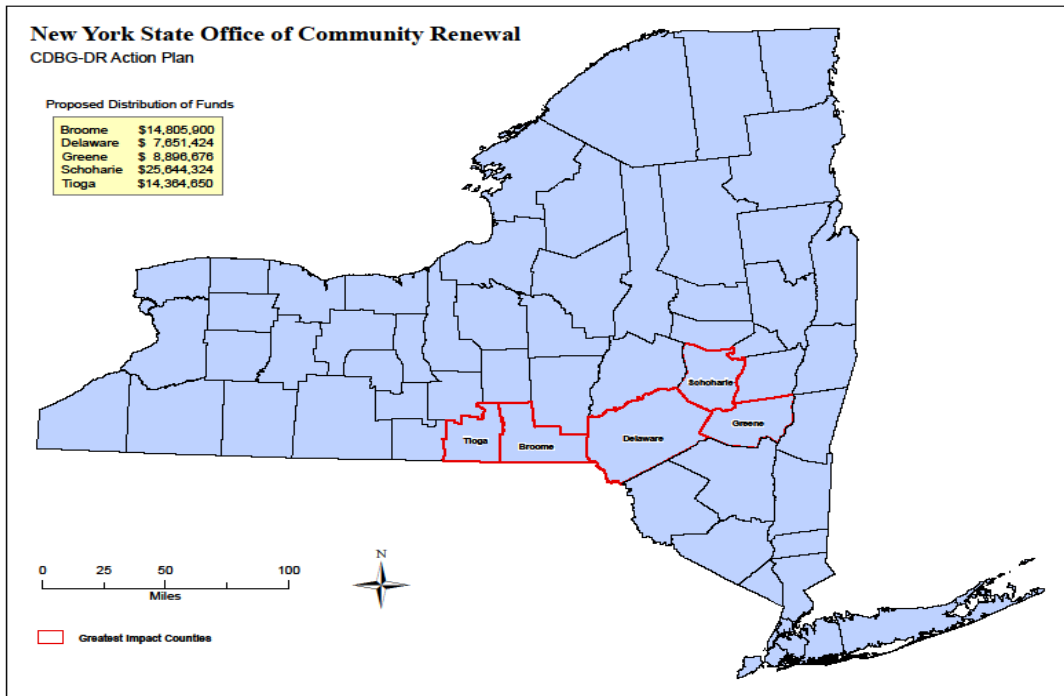 New York State Office of Community Renewal
CDBG-DR Action Plan
Proposed Distribution of Funds
Broome $14,805,900
Delaware $ 7,651,424
Greene $ 8,896,676
Schoharie $25,644,324
Tioga $14,364,650
Schoharie
Greene
Delaware
Tioga
Broome
N
0 25 50 100
Miles
Greatest Impact Counties